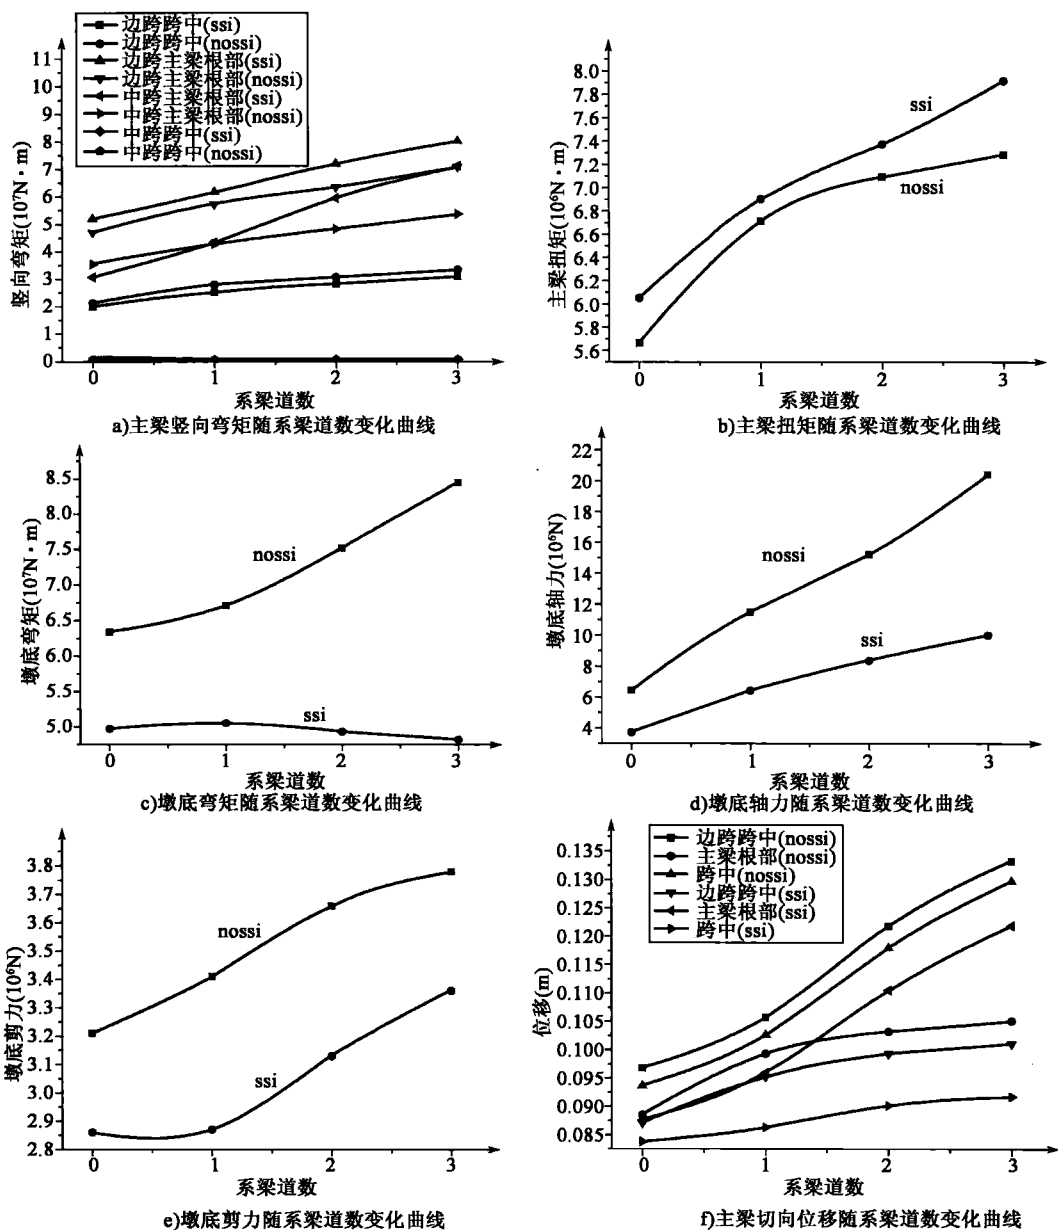 边跨跨中(ssi)
边跨跨中(nossi)
边跨主梁根部(ssi)
边跨主梁根部(nossi)
中跨主梁根部(ssi)
中跨主梁根部(nossi)
中跨跨中(ssi)
中跨跨中(nossi)
竖向弯矩(10⁷N·m)
11
10
9
8
7
6
5
4
3
2
1
0
0 1 2 3
系梁道数
a)主梁竖向弯矩随系梁道数变化曲线
主梁扭矩(10⁶N·m)
8.0
7.8
7.6
7.4
7.2
7.0
6.8
6.6
6.4
6.2
6.0
5.8
5.6
ssi
nossi
0 1 2 3
系梁道数
b)主梁扭矩随系梁道数变化曲线
墩底弯矩(10⁷N·m)
8.5
8.0
7.5
7.0
6.5
6.0
5.5
5.0
nossi
ssi
0 1 2 3
系梁道数
c)墩底弯矩随系梁道数变化曲线
墩底轴力(10⁶N)
22
20
18
16
14
12
10
8
6
4
nossi
ssi
0 1 2 3
系梁道数
d)墩底轴力随系梁道数变化曲线
墩底剪力(10⁶N)
3.8
3.7
3.6
3.5
3.4
3.3
3.2
3.1
3.0
2.9
2.8
nossi
ssi
0 1 2 3
系梁道数
e)墩底剪力随系梁道数变化曲线
边跨跨中(nossi)
主梁根部(nossi)
跨中(nossi)
边跨跨中(ssi)
主梁根部(ssi)
跨中(ssi)
位移(m)
0.135
0.130
0.125
0.120
0.115
0.110
0.105
0.100
0.095
0.090
0.085
0 1 2 3
系梁道数
f)主梁切向位移随系梁道数变化曲线